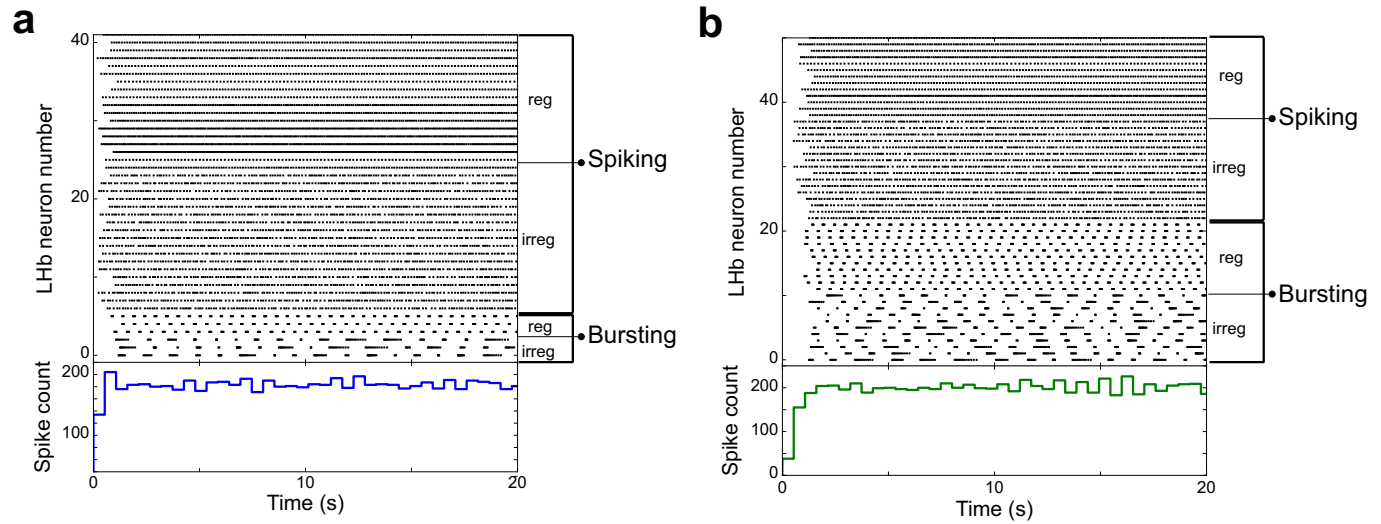 a
LHb neuron number
40
20
0
reg
irreg
Spiking
reg
irreg
Bursting
Spike count
200
100
0
10
20
Time (s)
b
LHb neuron number
40
20
0
reg
irreg
Spiking
reg
irreg
Bursting
Spike count
200
100
0
0
10
20
Time (s)